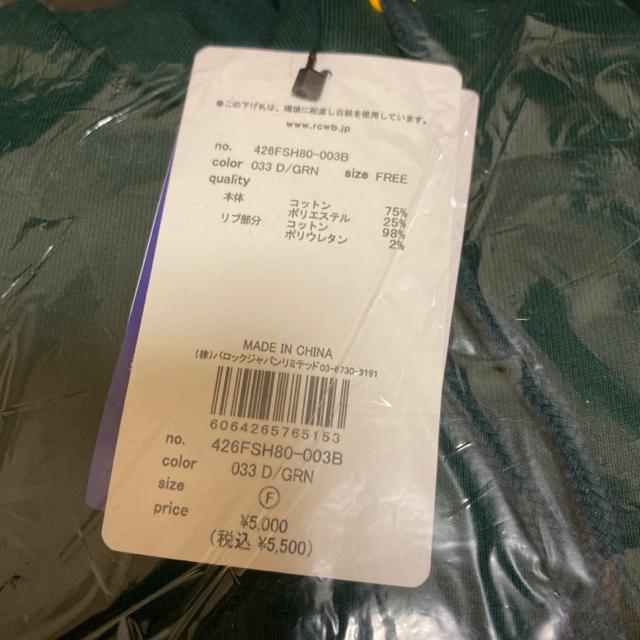 ●この下げ札は、環境に配慮し古紙を使用しています。
www.rcwb.jp
no. 426FSH80-003B
color 033 D/GRN size FREE
quality
本体 コットン 75%
ポリエステル 25%
リブ部分 コットン 98%
ポリウレタン 2%
MADE IN CHINA
(株)バロックジャパンリミテッド03-6730-9191
6064265765153
no. 426FSH80-003B
color 033 D/GRN
size F
price ¥5,000
(税込 ¥5,500)